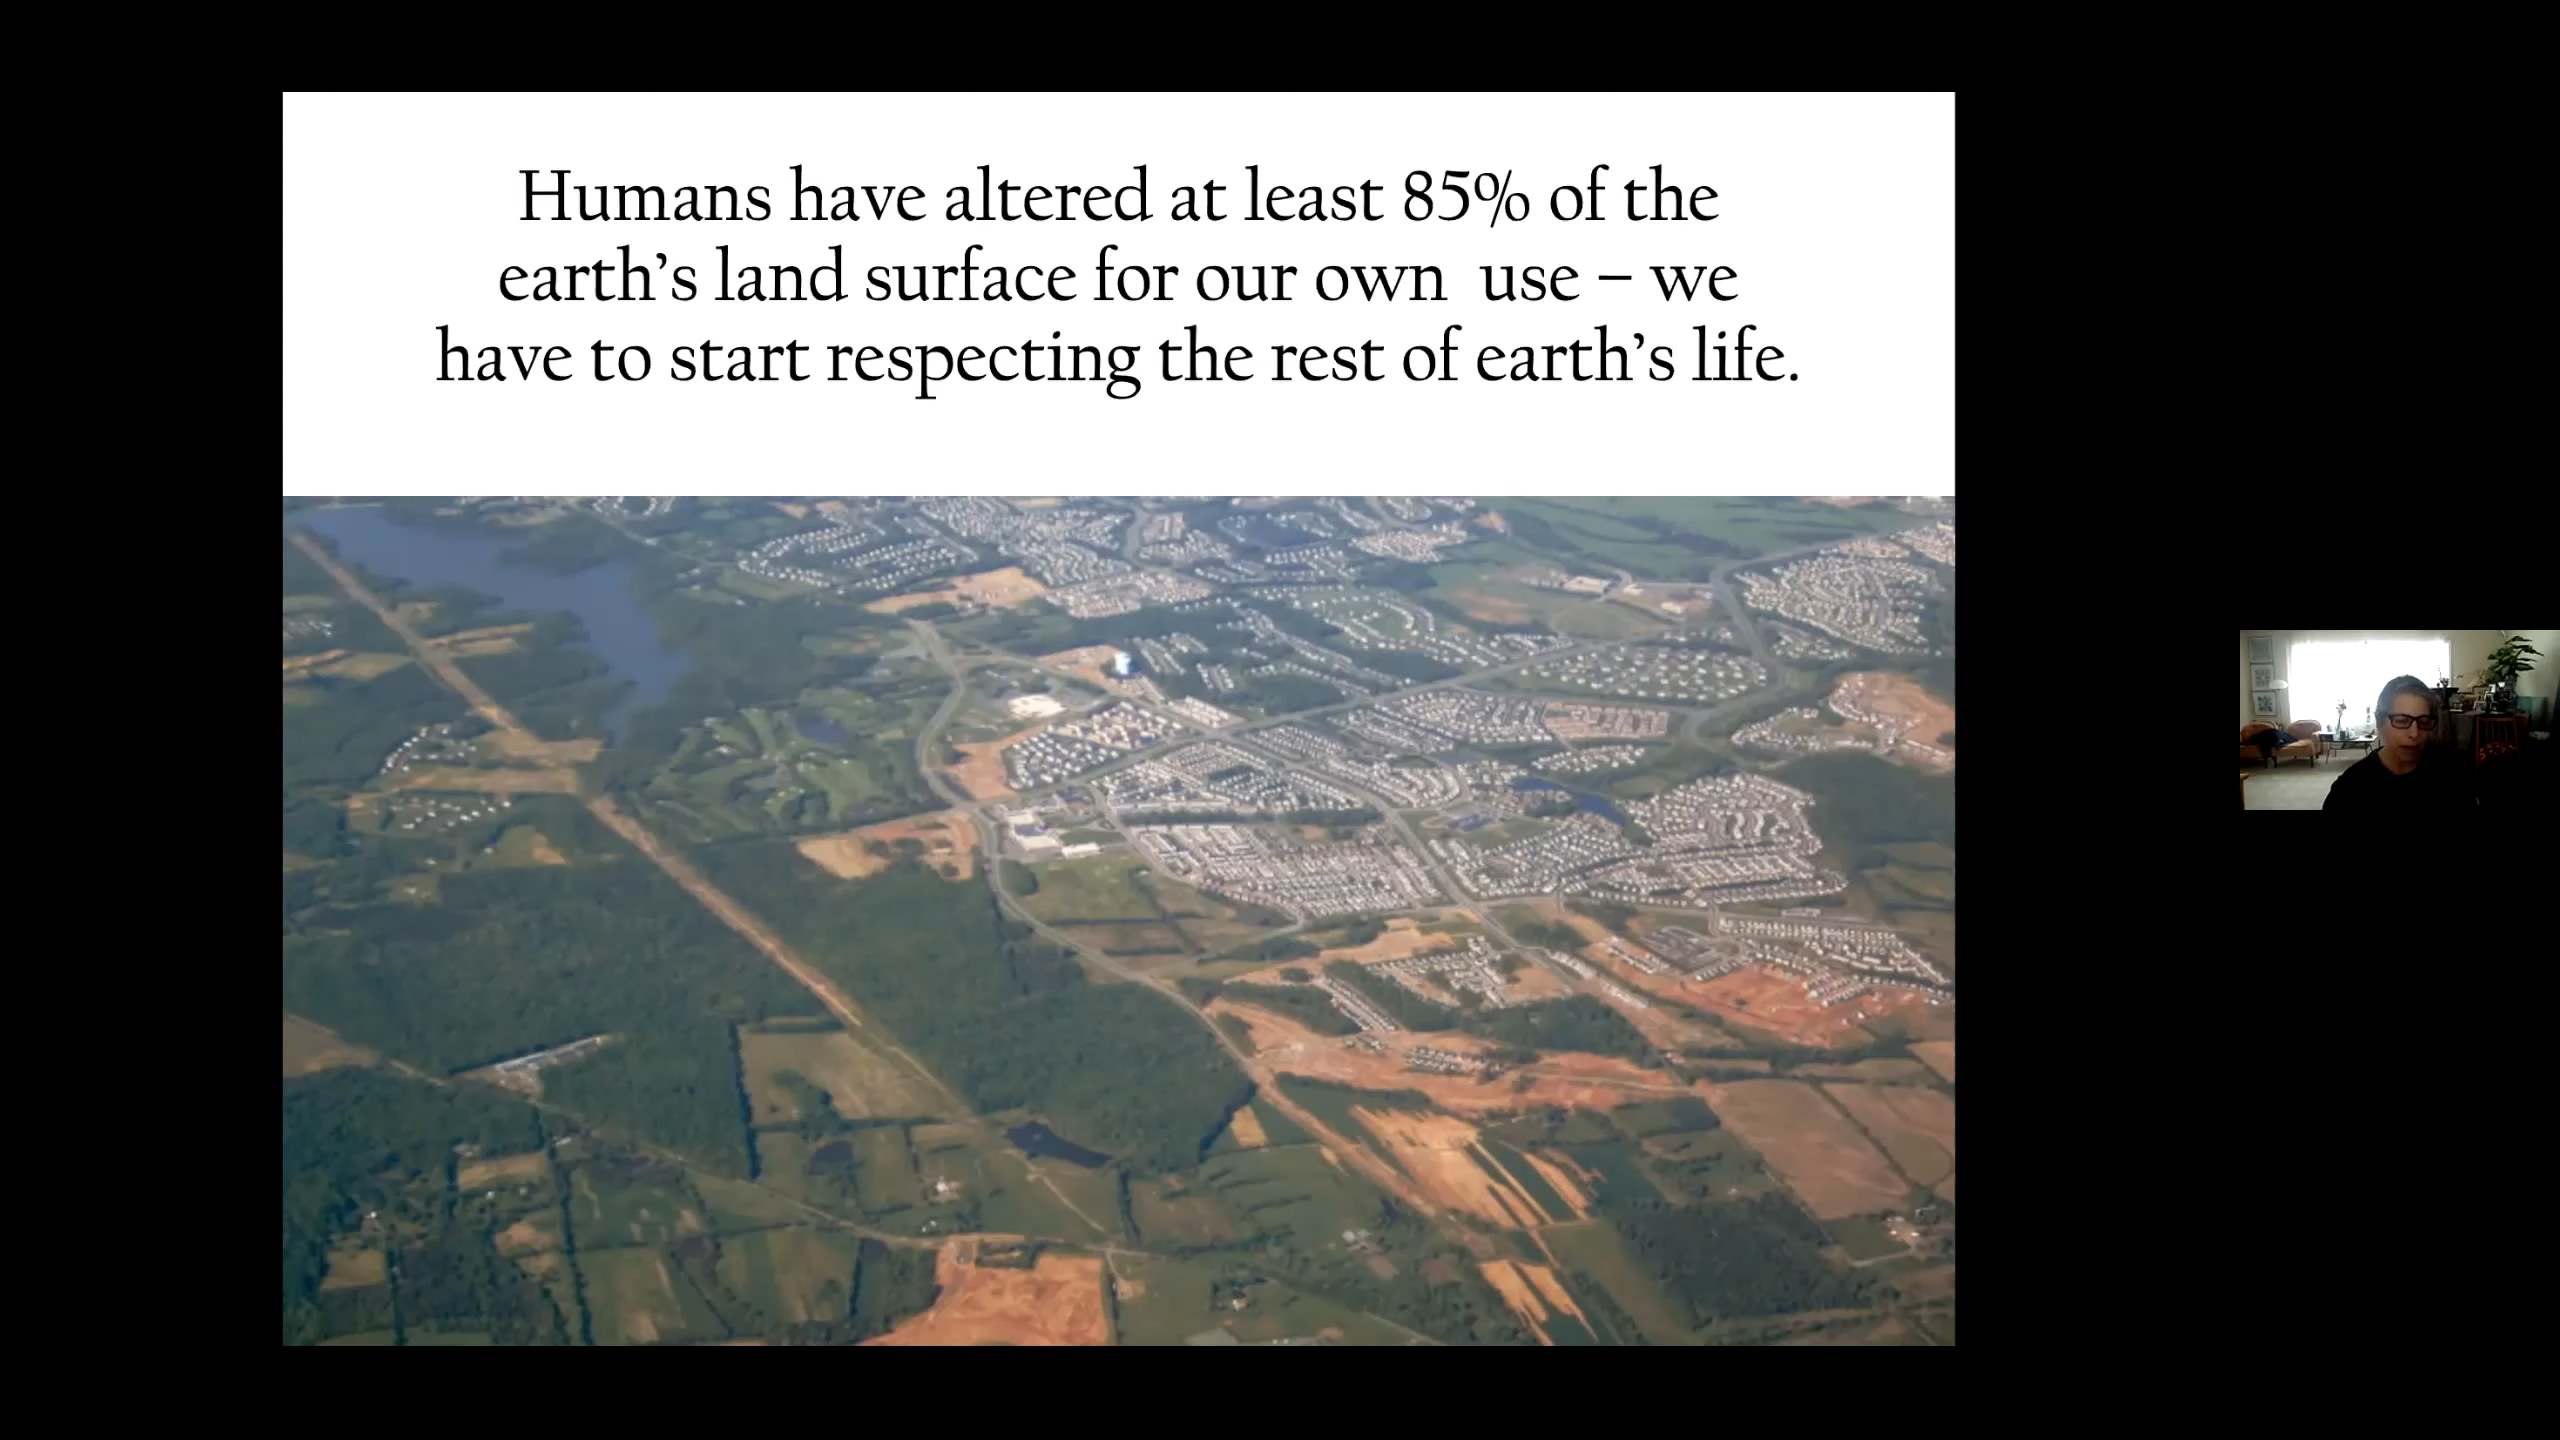 Humans have altered at least 85% of the
earth’s land surface for our own  use – we
have to start respecting the rest of earth’s life.